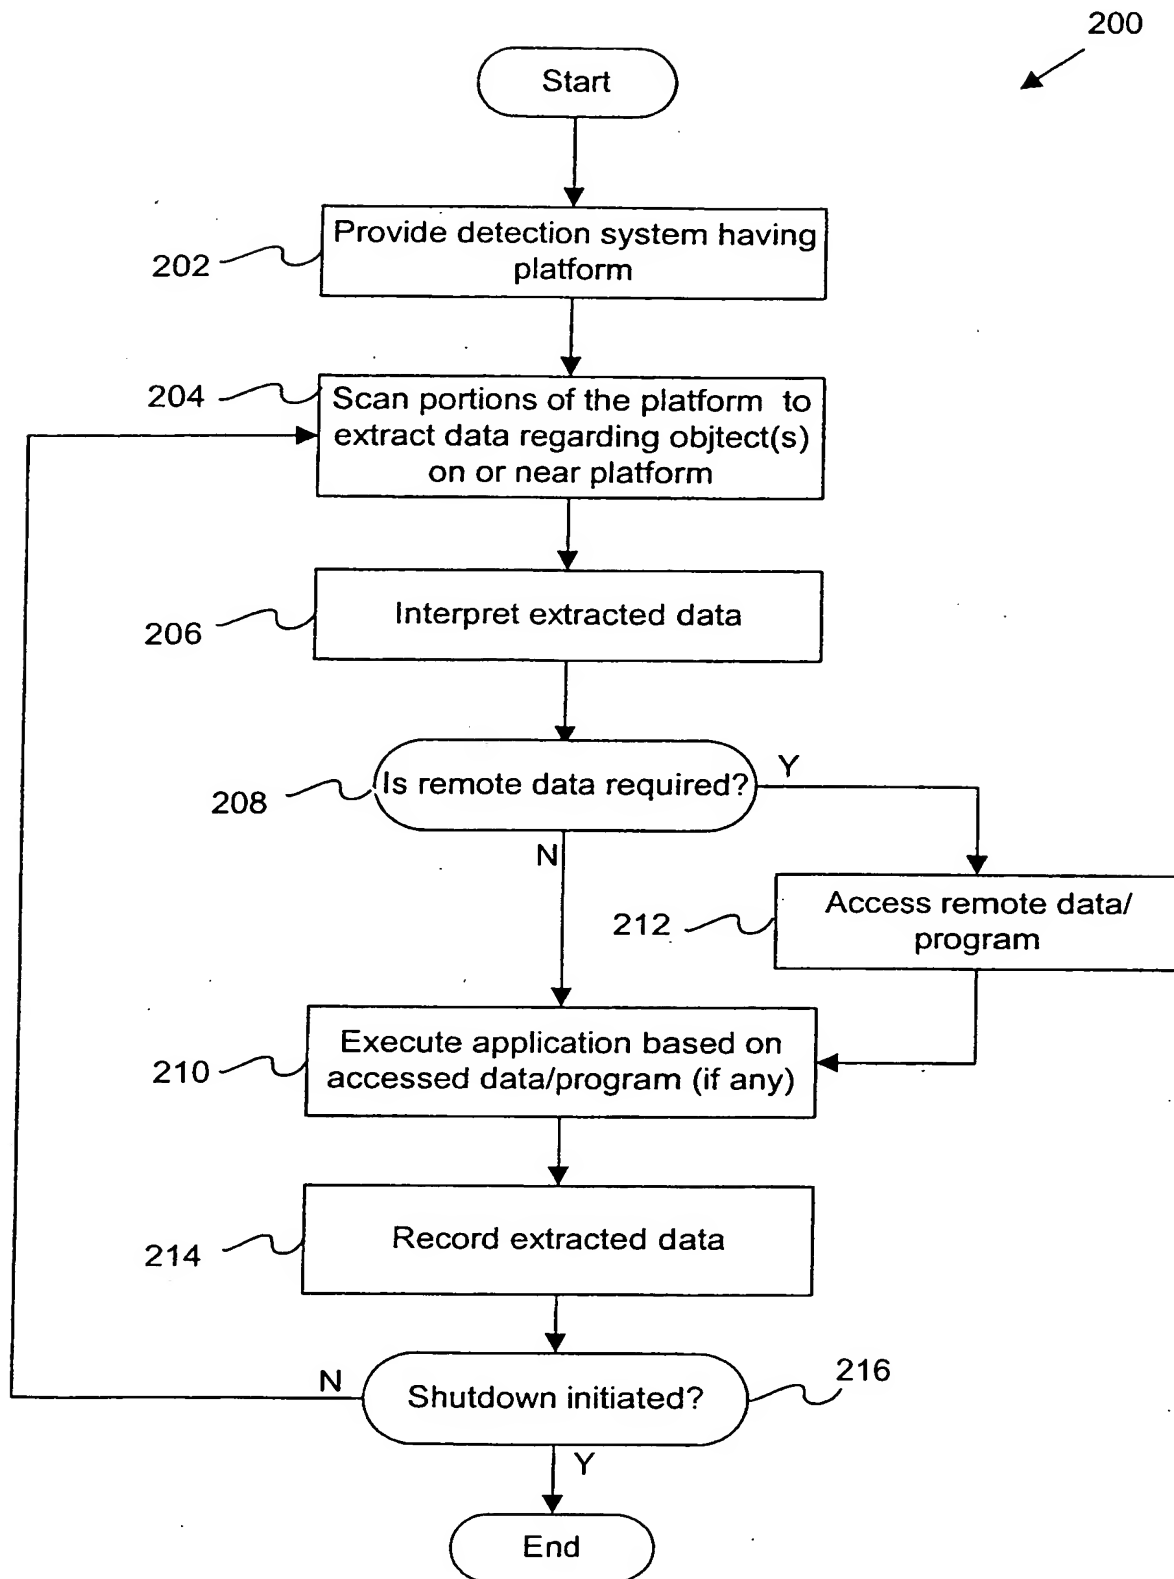 200
Start
202
Provide detection system having
platform
204
Scan portions of the platform to
extract data regarding objtect(s)
on or near platform
206
Interpret extracted data
208
Is remote data required?
Y
N
212
Access remote data/
program
210
Execute application based on
accessed data/program (if any)
214
Record extracted data
N
Shutdown initiated?
216
Y
End